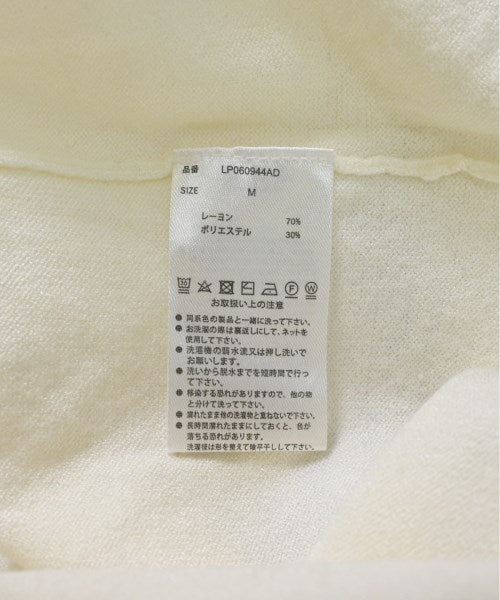 品番 LP060944AD
SIZE M
レーヨン 70%
ポリエステル 30%
30
F W
お取扱い上の注意
●同系色の製品と一緒に洗って下さい。
●お洗濯の際は裏返しにして、ネットを
使用して下さい。
●洗濯機の弱水流又は押し洗いで
お願いします。
●洗いから脱水までを短時間で行っ
て下さい。
●移染する恐れがありますので、他の物
と分けて洗って下さい。
●濡れたまま他の洗濯物と重ねないで下さい。
●長時間濡れたままにしておくと、色が
落ちる恐れがあります。
洗濯後は形を整えて陰平干しして下さい。